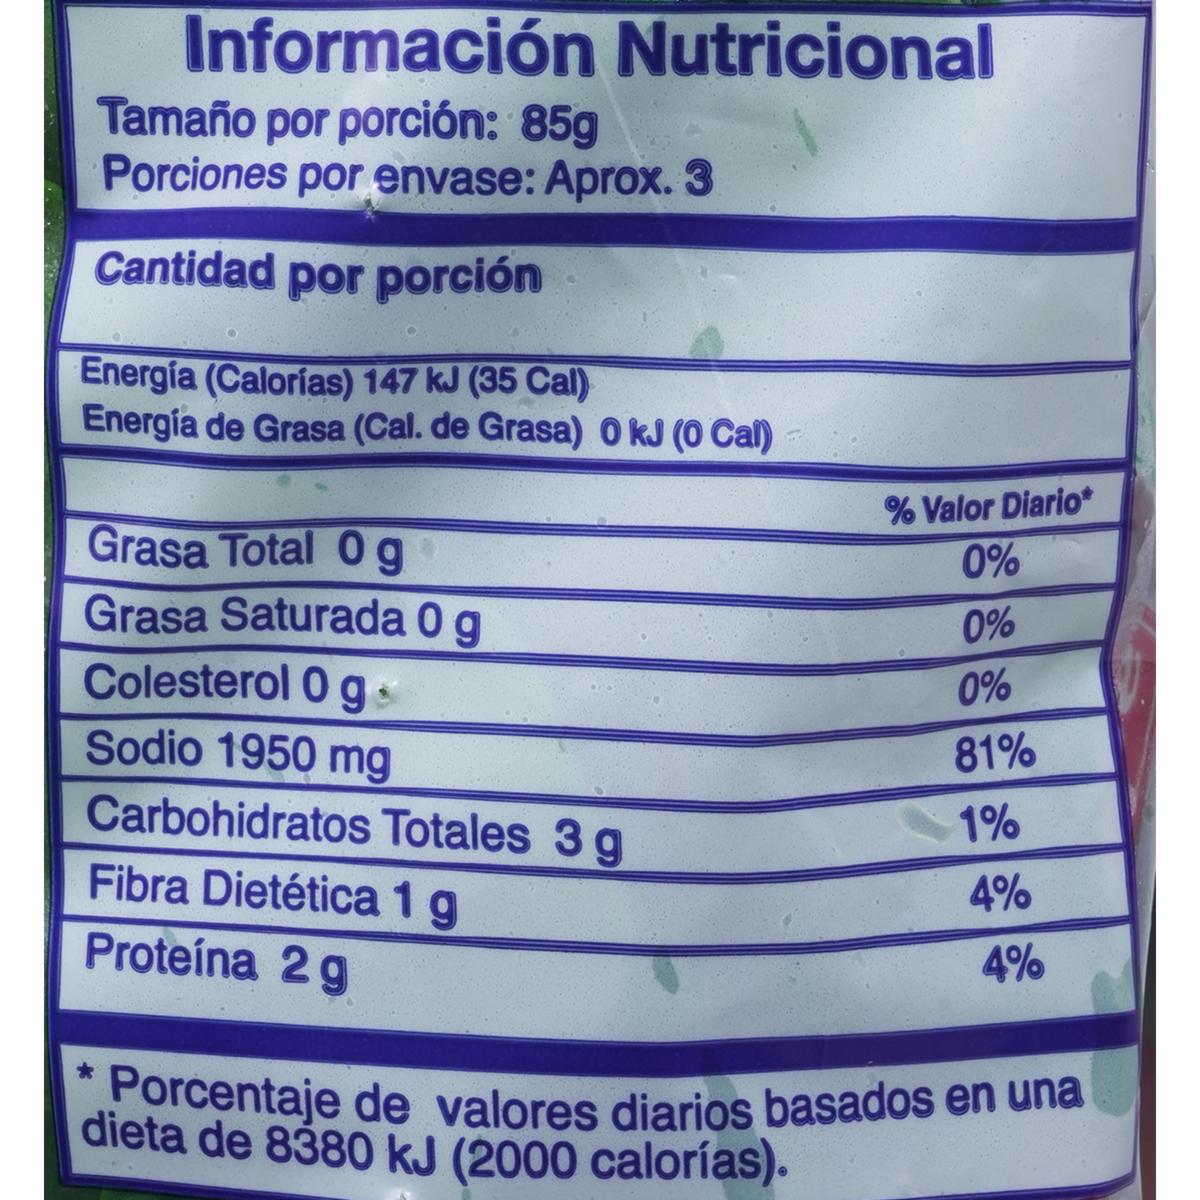 Información Nutricional
Tamaño por porción: 85g
Porciones por envase: Aprox. 3
Cantidad por porción
Energía (Calorías) 147 kJ (35 Cal)
Energía de Grasa (Cal. de Grasa) 0 kJ (0 Cal)
% Valor Diario*
Grasa Total 0 g 0%
Grasa Saturada 0 g 0%
Colesterol 0 g 0%
Sodio 1950 mg 81%
Carbohidratos Totales 3 g 1%
Fibra Dietética 1 g 4%
Proteína 2 g 4%
* Porcentaje de valores diarios basados en una
dieta de 8380 kJ (2000 calorías).